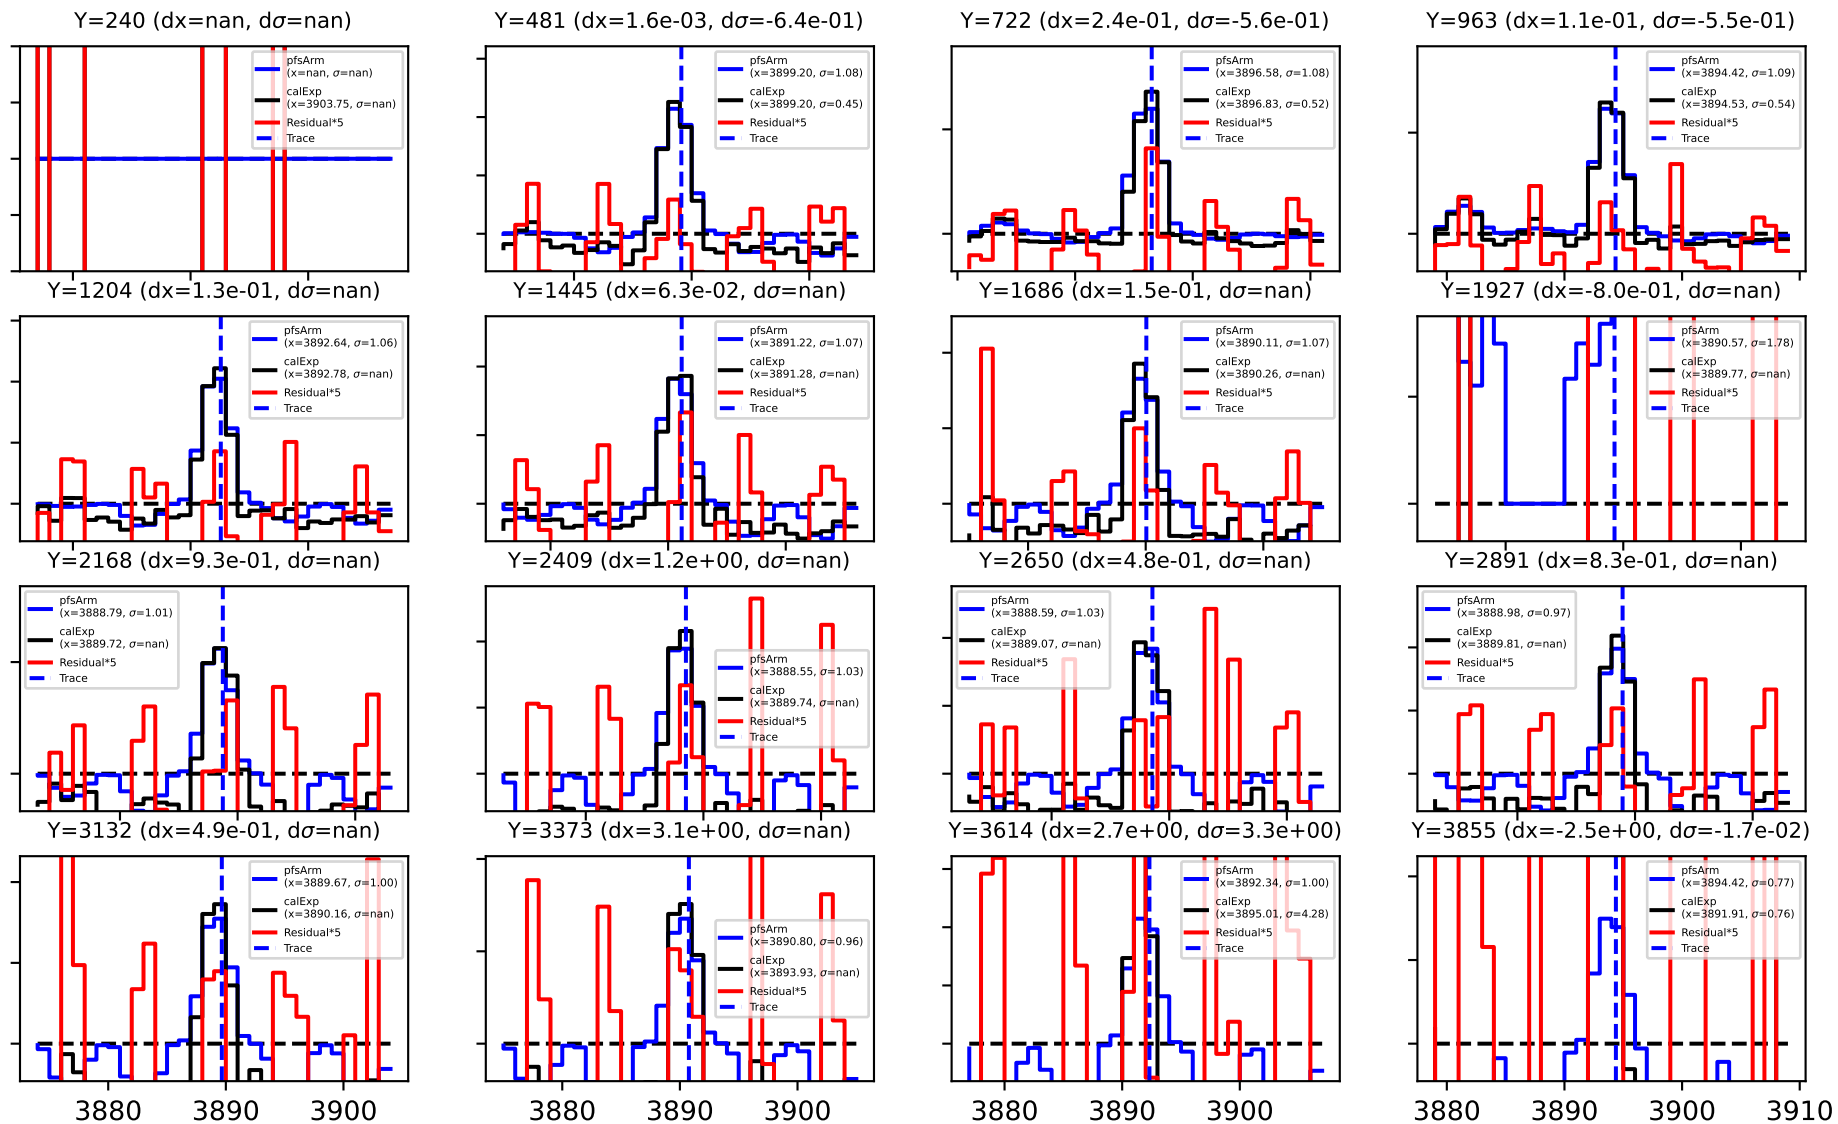 Y=240 (dx=nan, dσ=nan)
pfsArm
(x=nan, σ=nan)
calExp
(x=3903.75, σ=nan)
Residual*5
Trace
Y=481 (dx=1.6e-03, dσ=-6.4e-01)
pfsArm
(x=3899.20, σ=1.08)
calExp
(x=3899.20, σ=0.45)
Residual*5
Trace
Y=722 (dx=2.4e-01, dσ=-5.6e-01)
pfsArm
(x=3896.58, σ=1.08)
calExp
(x=3896.83, σ=0.52)
Residual*5
Trace
Y=963 (dx=1.1e-01, dσ=-5.5e-01)
pfsArm
(x=3894.42, σ=1.09)
calExp
(x=3894.53, σ=0.54)
Residual*5
Trace
Y=1204 (dx=1.3e-01, dσ=nan)
pfsArm
(x=3892.64, σ=1.06)
calExp
(x=3892.78, σ=nan)
Residual*5
Trace
Y=1445 (dx=6.3e-02, dσ=nan)
pfsArm
(x=3891.22, σ=1.07)
calExp
(x=3891.28, σ=nan)
Residual*5
Trace
Y=1686 (dx=1.5e-01, dσ=nan)
pfsArm
(x=3890.11, σ=1.07)
calExp
(x=3890.26, σ=nan)
Residual*5
Trace
Y=1927 (dx=-8.0e-01, dσ=nan)
pfsArm
(x=3890.57, σ=1.78)
calExp
(x=3889.77, σ=nan)
Residual*5
Trace
Y=2168 (dx=9.3e-01, dσ=nan)
pfsArm
(x=3888.79, σ=1.01)
calExp
(x=3889.72, σ=nan)
Residual*5
Trace
Y=2409 (dx=1.2e+00, dσ=nan)
pfsArm
(x=3888.55, σ=1.03)
calExp
(x=3889.74, σ=nan)
Residual*5
Trace
Y=2650 (dx=4.8e-01, dσ=nan)
pfsArm
(x=3888.59, σ=1.03)
calExp
(x=3889.07, σ=nan)
Residual*5
Trace
Y=2891 (dx=8.3e-01, dσ=nan)
pfsArm
(x=3888.98, σ=0.97)
calExp
(x=3889.81, σ=nan)
Residual*5
Trace
Y=3132 (dx=4.9e-01, dσ=nan)
pfsArm
(x=3889.67, σ=1.00)
calExp
(x=3890.16, σ=nan)
Residual*5
Trace
3880 3890 3900
Y=3373 (dx=3.1e+00, dσ=nan)
pfsArm
(x=3890.80, σ=0.96)
calExp
(x=3893.93, σ=nan)
Residual*5
Trace
3880 3890 3900
Y=3614 (dx=2.7e+00, dσ=3.3e+00)
pfsArm
(x=3892.34, σ=1.00)
calExp
(x=3895.01, σ=4.28)
Residual*5
Trace
3880 3890 3900
Y=3855 (dx=-2.5e+00, dσ=-1.7e-02)
pfsArm
(x=3894.42, σ=0.77)
calExp
(x=3891.91, σ=0.76)
Residual*5
Trace
3880 3890 3900 3910